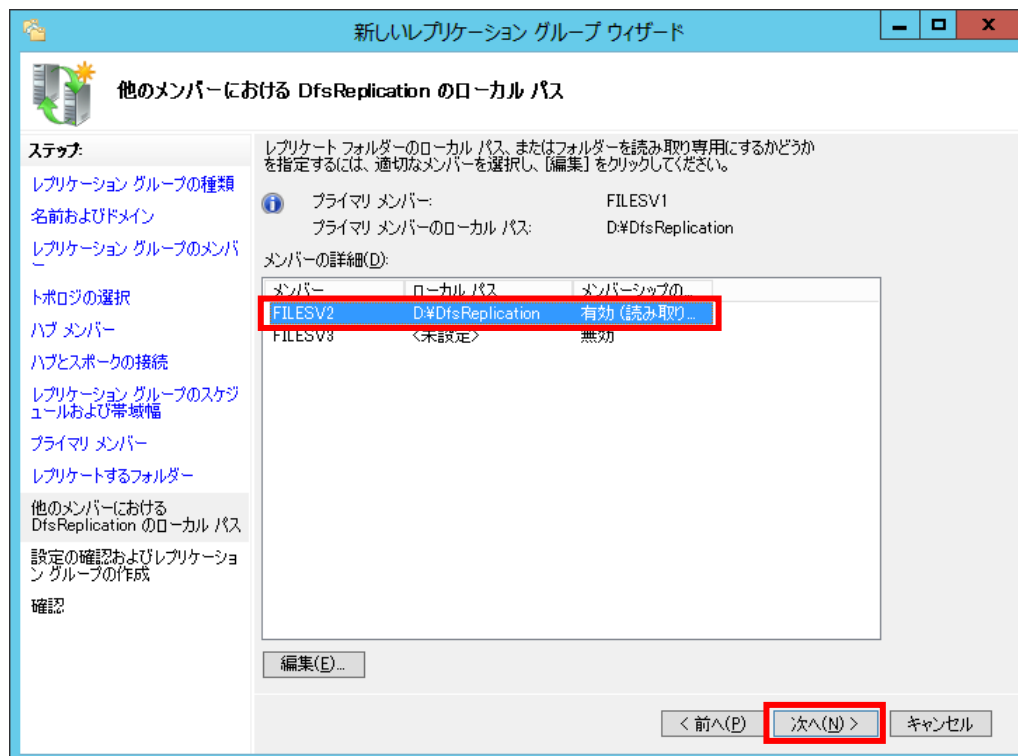 新しいレプリケーション グループ ウィザード
他のメンバーにおける DfsReplication のローカル パス
ステップ:
レプリケーション グループの種類
名前およびドメイン
レプリケーション グループのメンバ
ー
トポロジの選択
ハブ メンバー
ハブとスポークの接続
レプリケーション グループのスケジ
ュールおよび帯域幅
プライマリ メンバー
レプリケートするフォルダー
他のメンバーにおける
DfsReplication のローカル パス
設定の確認およびレプリケーショ
ン グループの作成
確認
レプリケート フォルダーのローカル パス、またはフォルダーを読み取り専用にするかどうか
を指定するには、適切なメンバーを選択し、[編集] をクリックしてください。
プライマリ メンバー: FILESV1
プライマリ メンバーのローカル パス: D:¥DfsReplication
メンバーの詳細(D):
メンバー ローカル パス メンバーシップの...
FILESV2 D:¥DfsReplication 有効 (読み取り...
FILESV3 <未設定> 無効
編集(E)...
< 前へ(P) 次へ(N) > キャンセル